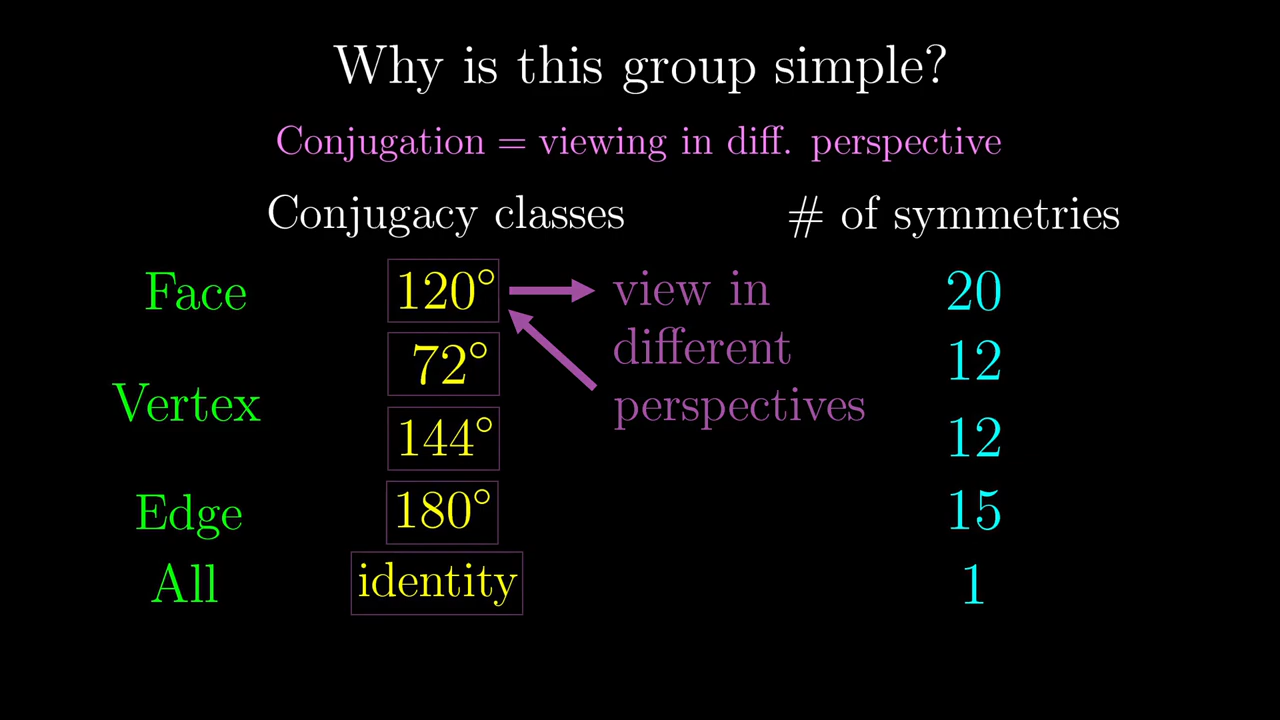 Why is this group simple?
Conjugation = viewing in diff. perspective
Conjugacy classes # of symmetries
Face 120° view in 20
different
72° 12
Vertex perspectives
144° 12
Edge 180° 15
All identity 1